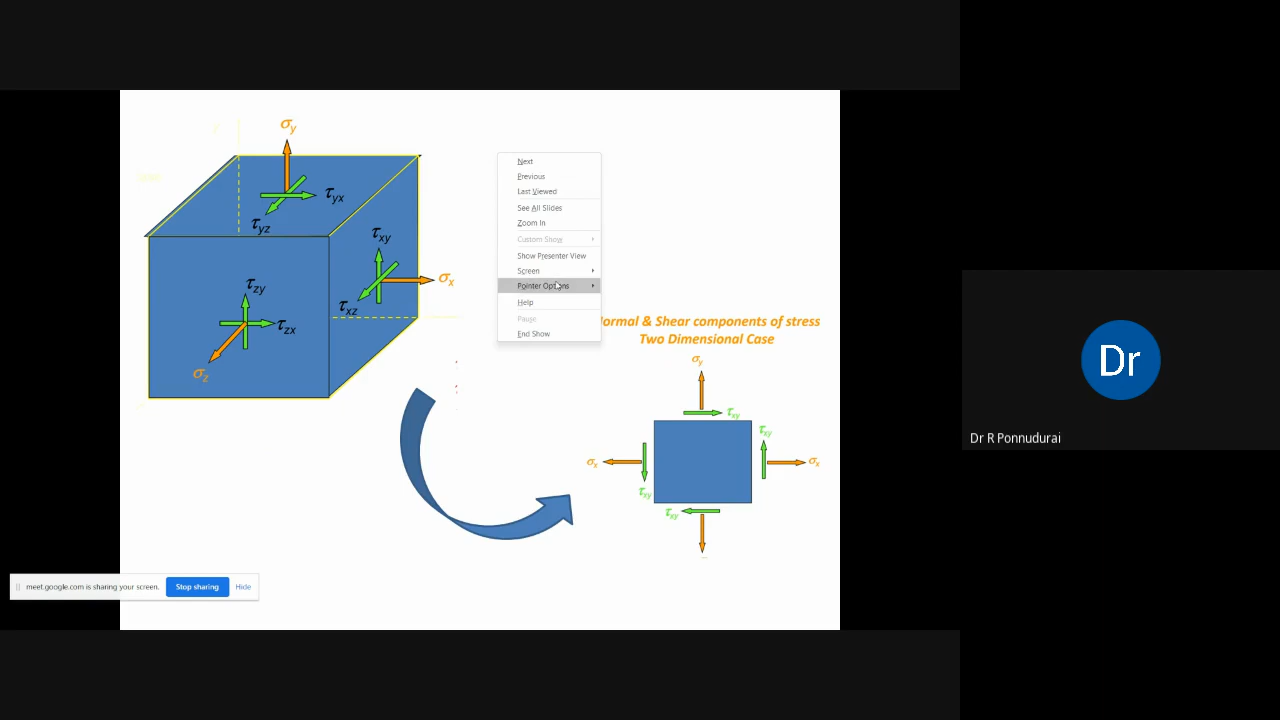 σy
τyx
τyz
τxy
σx
τxz
τzy
τzx
σz
Next
Previous
Last Viewed
See All Slides
Zoom In
Custom Show
Show Presenter View
Screen
Pointer Options
Help
Pause
End Show
ormal & Shear components of stress
Two Dimensional Case
σy
τxy
τxy
σx
σx
τxy
τxy
meet.google.com is sharing your screen.
Stop sharing
Hide
Dr
Dr R Ponnudurai